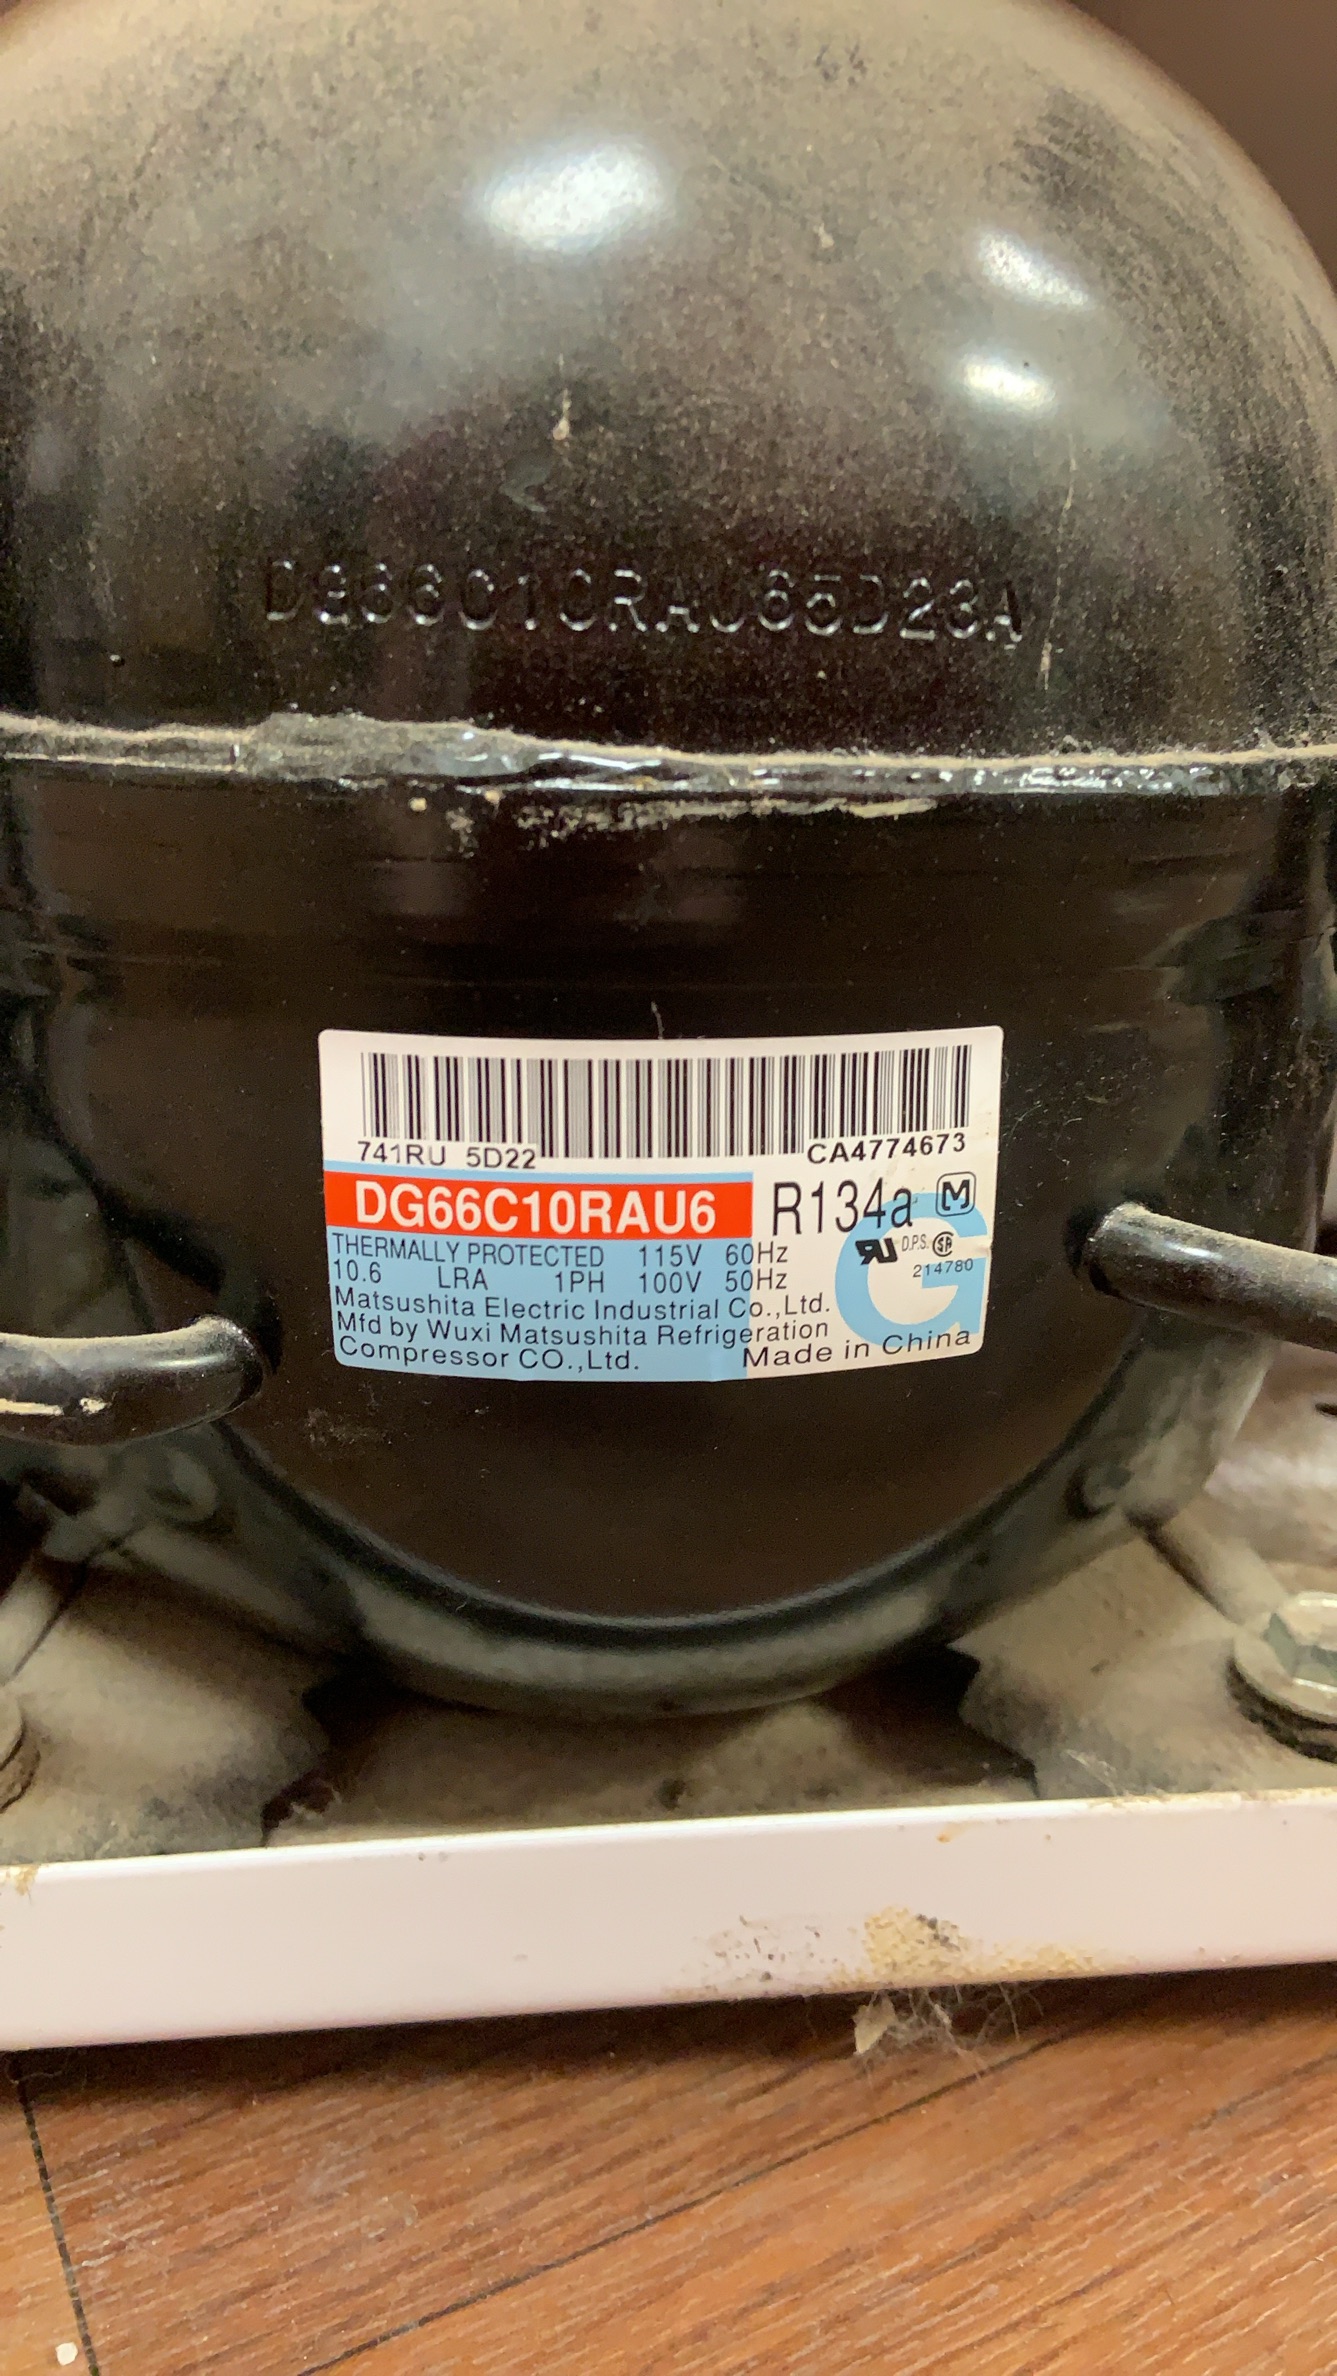 DG66C10RAU65D23A
741RU 5D22 CA4774673
DG66C10RAU6 R134a M
THERMALLY PROTECTED 115V 60Hz D.P.S.
10.6 LRA 1PH 100V 50Hz 214780
Matsushita Electric Industrial Co.,Ltd.
Mfd by Wuxi Matsushita Refrigeration
Compressor CO.,Ltd. Made in China
G